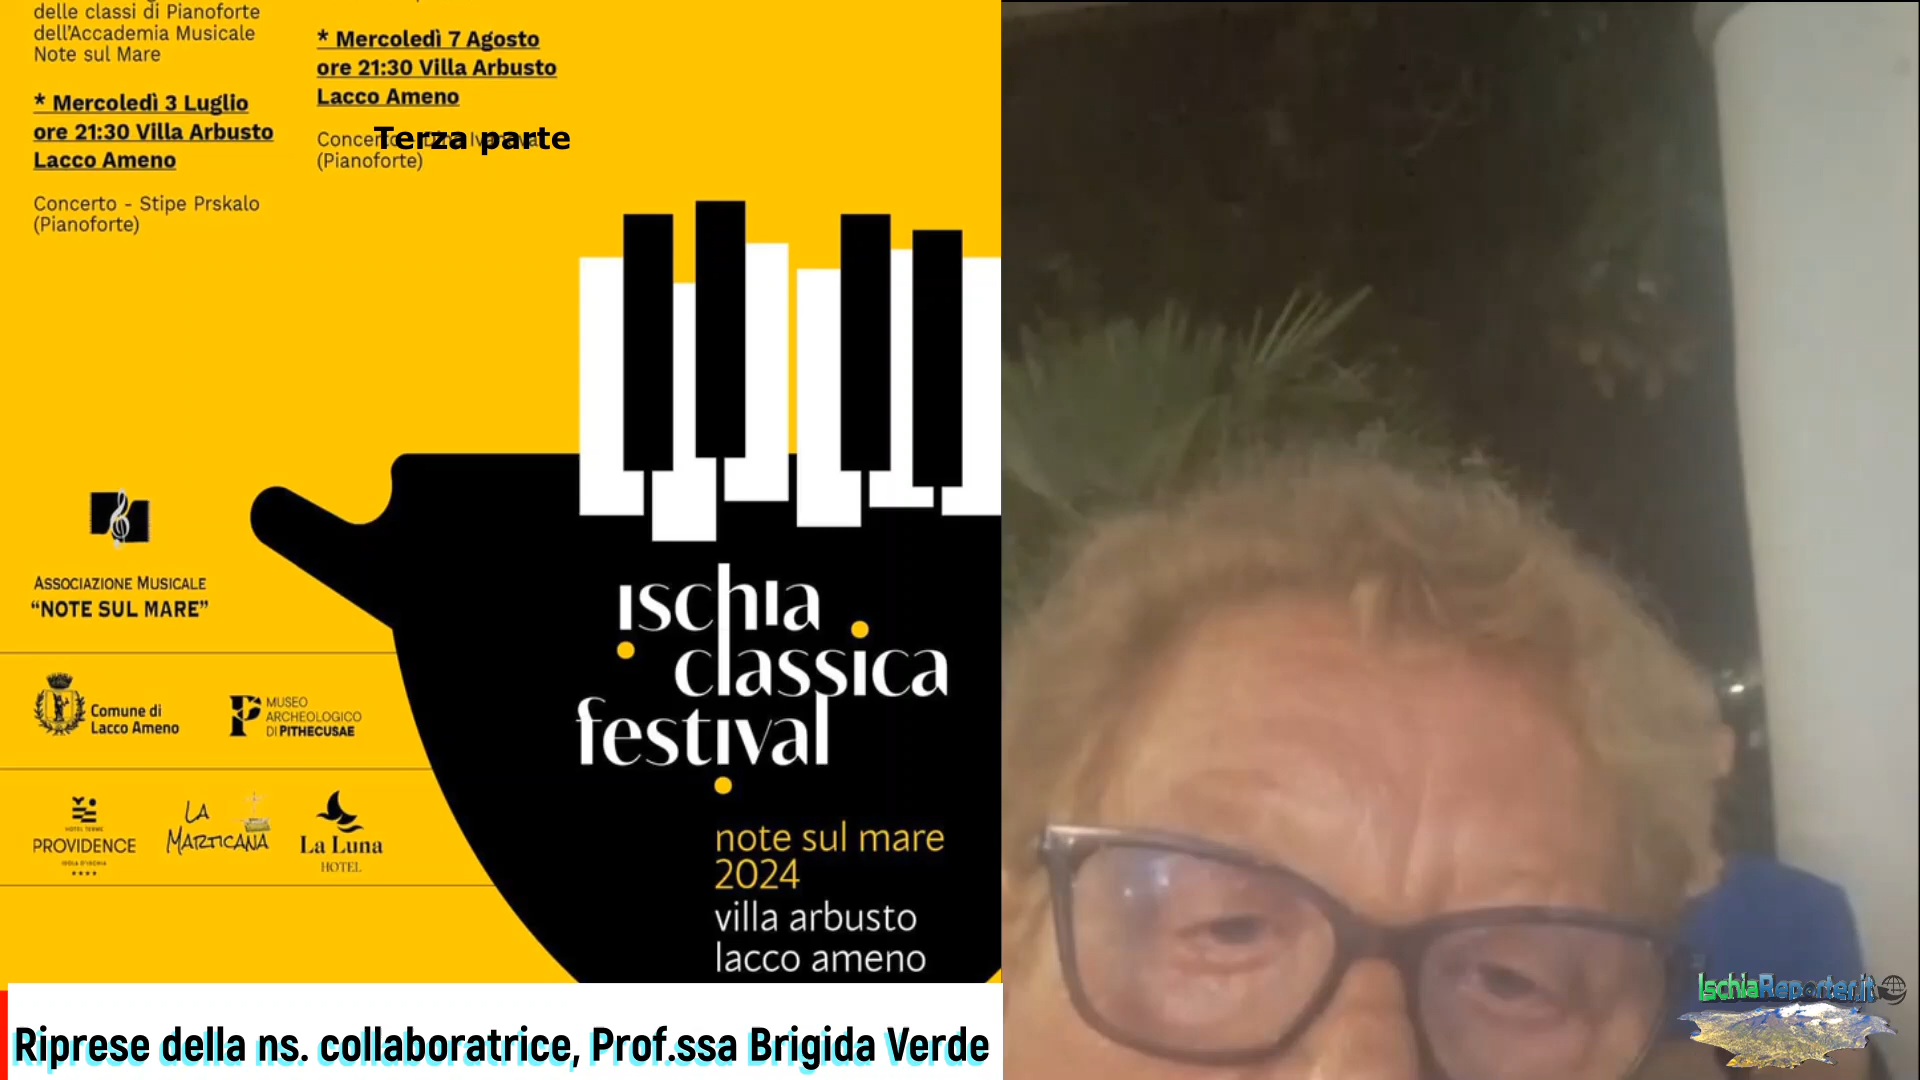 delle classi di Pianoforte
dell'Accademia Musicale
Note sul Mare
* Mercoledì 3 Luglio
ore 21:30 Villa Arbusto
Lacco Ameno
Concerto - Stipe Prskalo
(Pianoforte)
* Mercoledì 7 Agosto
ore 21:30 Villa Arbusto
Lacco Ameno
Terza parte
(Pianoforte)
ischia
classica
festival
note sul mare
2024
villa arbusto
lacco ameno
ASSOCIAZIONE MUSICALE
“NOTE SUL MARE”
Comune di
Lacco Ameno
MUSEO
ARCHEOLOGICO
DI PITHECUSAE
HOTEL TERME
PROVIDENCE
ISOLA D'ISCHIA
LA
MARTICANA
La Luna
HOTEL
Riprese della ns. collaboratrice, Prof.ssa Brigida Verde
IschiaReporter.it